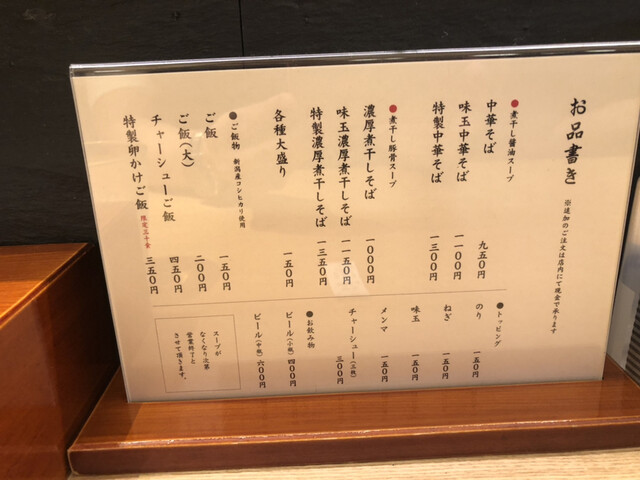 お品書き
※追加のご注文は店内にて現金で承ります
●煮干し醤油スープ
中華そば 九五〇円
味玉中華そば 一一〇〇円
特製中華そば 一三〇〇円
●煮干し豚骨スープ
濃厚煮干しそば 一〇〇〇円
味玉濃厚煮干しそば 一一五〇円
特製濃厚煮干しそば 一三五〇円
各種大盛り 一五〇円
●ご飯物 新潟産コシヒカリ使用
ご飯 一五〇円
ご飯(大) 二〇〇円
チャーシューご飯 四五〇円
特製卵かけご飯 限定三十食 三五〇円
●トッピング
のり 一五〇円
ねぎ 一五〇円
味玉 一五〇円
メンマ 一五〇円
チャーシュー(三枚) 三〇〇円
●お飲み物
ビール(小瓶) 四〇〇円
ビール(中瓶) 六〇〇円
スープが
なくなり次第
営業終了と
させて頂きます。